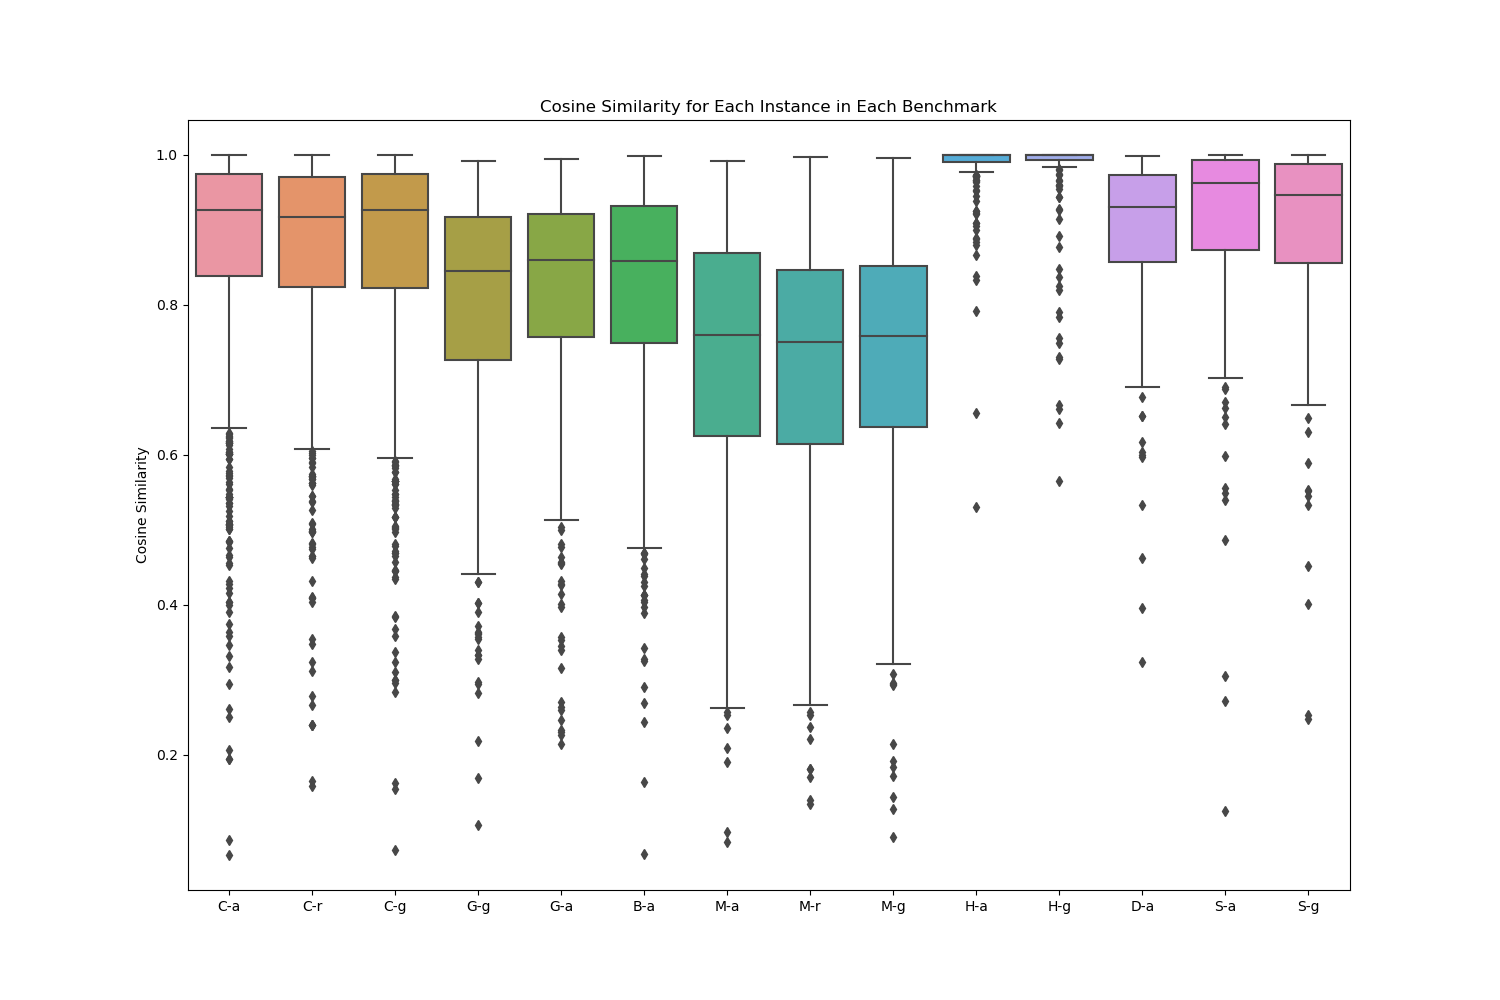 Cosine Similarity for Each Instance in Each Benchmark
Cosine Similarity
1.0
0.8
0.6
0.4
0.2
C-a C-r C-g G-g G-a B-a M-a M-r M-g H-a H-g D-a S-a S-g